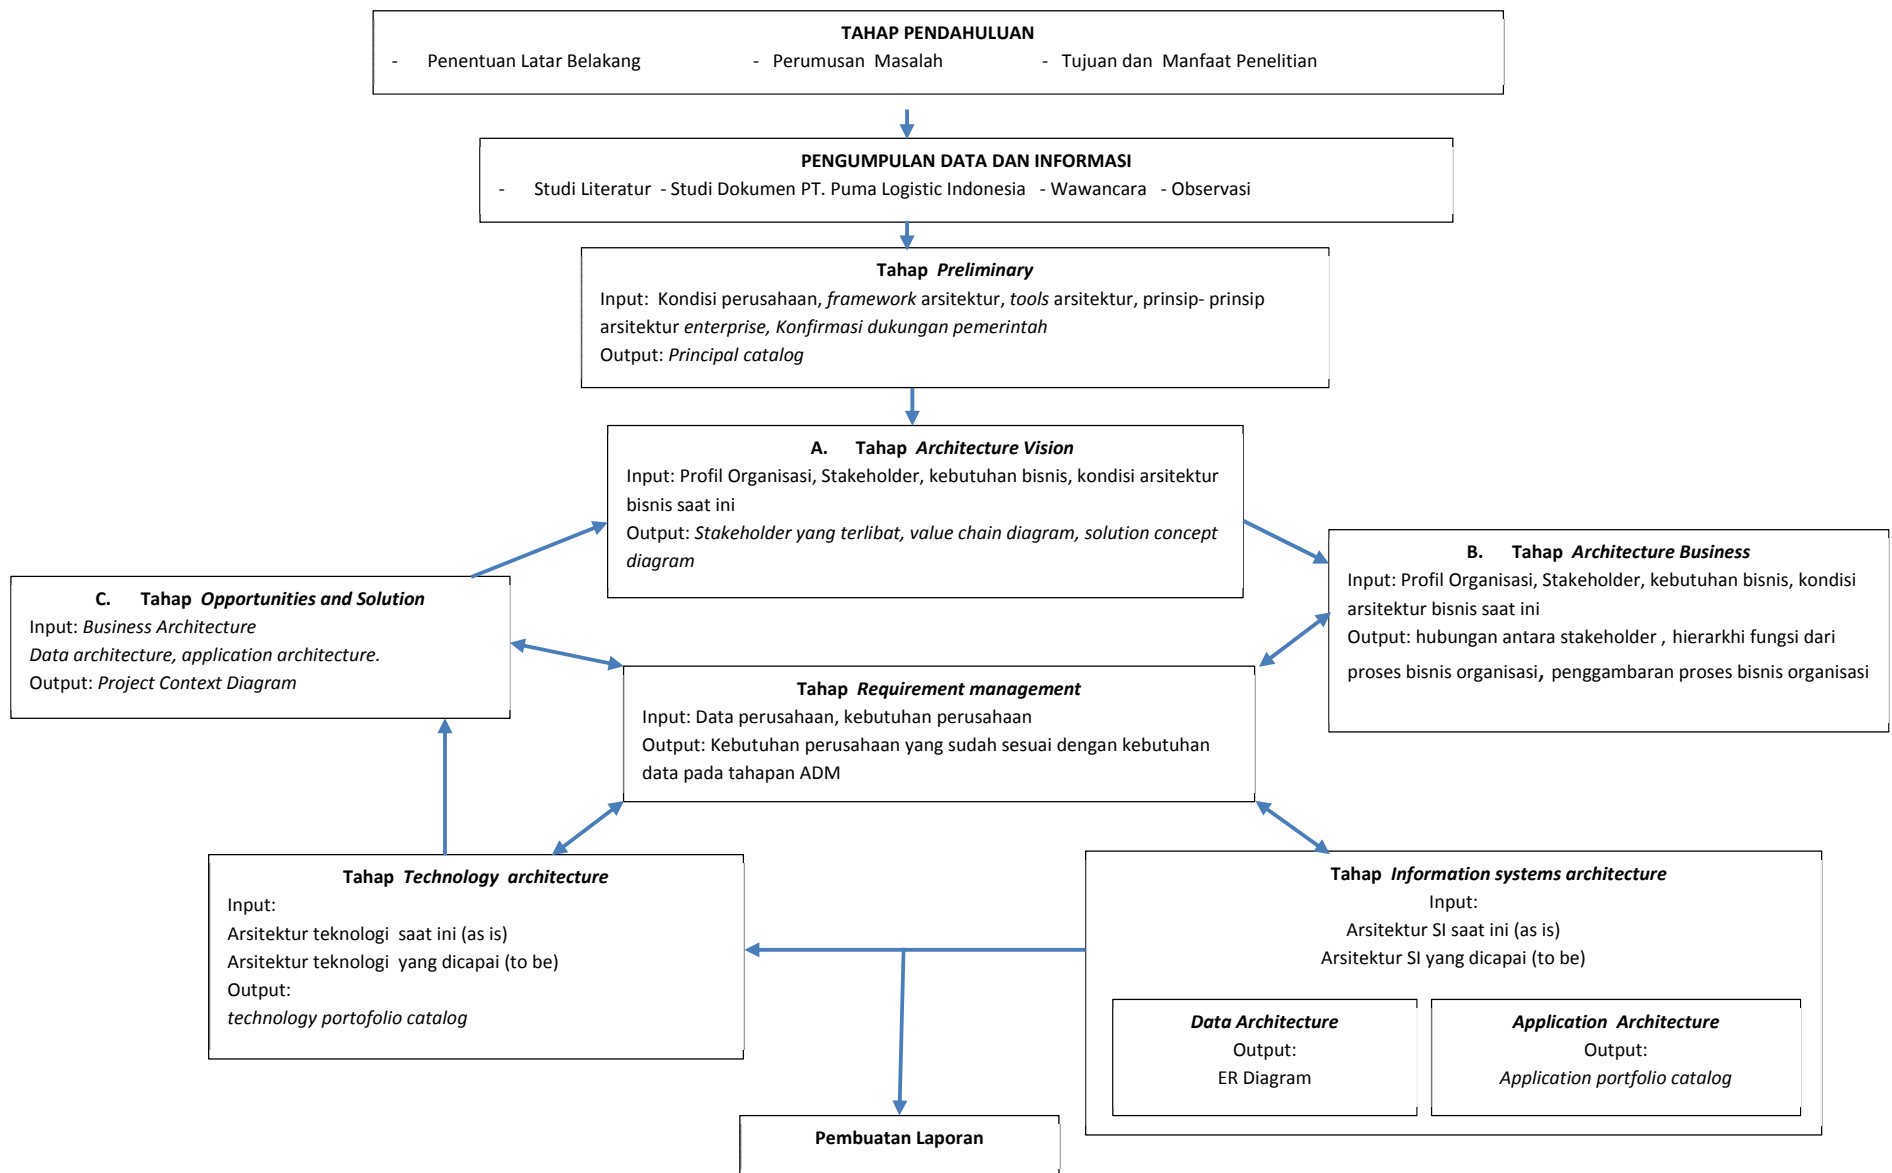 TAHAP PENDAHULUAN
- Penentuan Latar Belakang - Perumusan Masalah - Tujuan dan Manfaat Penelitian
PENGUMPULAN DATA DAN INFORMASI
- Studi Literatur - Studi Dokumen PT. Puma Logistic Indonesia - Wawancara - Observasi
Tahap Preliminary
Input: Kondisi perusahaan, framework arsitektur, tools arsitektur, prinsip- prinsip
arsitektur enterprise, Konfirmasi dukungan pemerintah
Output: Principal catalog
A. Tahap Architecture Vision
Input: Profil Organisasi, Stakeholder, kebutuhan bisnis, kondisi arsitektur
bisnis saat ini
Output: Stakeholder yang terlibat, value chain diagram, solution concept
diagram
B. Tahap Architecture Business
Input: Profil Organisasi, Stakeholder, kebutuhan bisnis, kondisi
arsitektur bisnis saat ini
Output: hubungan antara stakeholder , hierarkhi fungsi dari
proses bisnis organisasi, penggambaran proses bisnis organisasi
C. Tahap Opportunities and Solution
Input: Business Architecture
Data architecture, application architecture.
Output: Project Context Diagram
Tahap Requirement management
Input: Data perusahaan, kebutuhan perusahaan
Output: Kebutuhan perusahaan yang sudah sesuai dengan kebutuhan
data pada tahapan ADM
Tahap Technology architecture
Input:
Arsitektur teknologi saat ini (as is)
Arsitektur teknologi yang dicapai (to be)
Output:
technology portofolio catalog
Tahap Information systems architecture
Input:
Arsitektur SI saat ini (as is)
Arsitektur SI yang dicapai (to be)
Data Architecture
Output:
ER Diagram
Application Architecture
Output:
Application portfolio catalog
Pembuatan Laporan